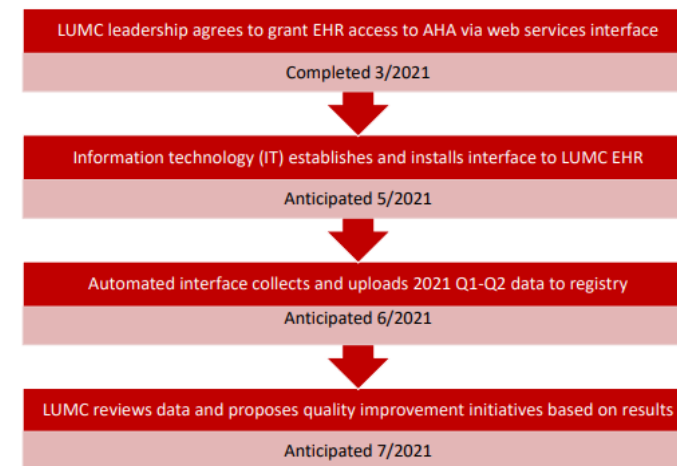 LUMC leadership agrees to grant EHR access to AHA via web services interface
Completed 3/2021
Information technology (IT) establishes and installs interface to LUMC EHR
Anticipated 5/2021
Automated interface collects and uploads 2021 Q1-Q2 data to registry
Anticipated 6/2021
LUMC reviews data and proposes quality improvement initiatives based on results
Anticipated 7/2021